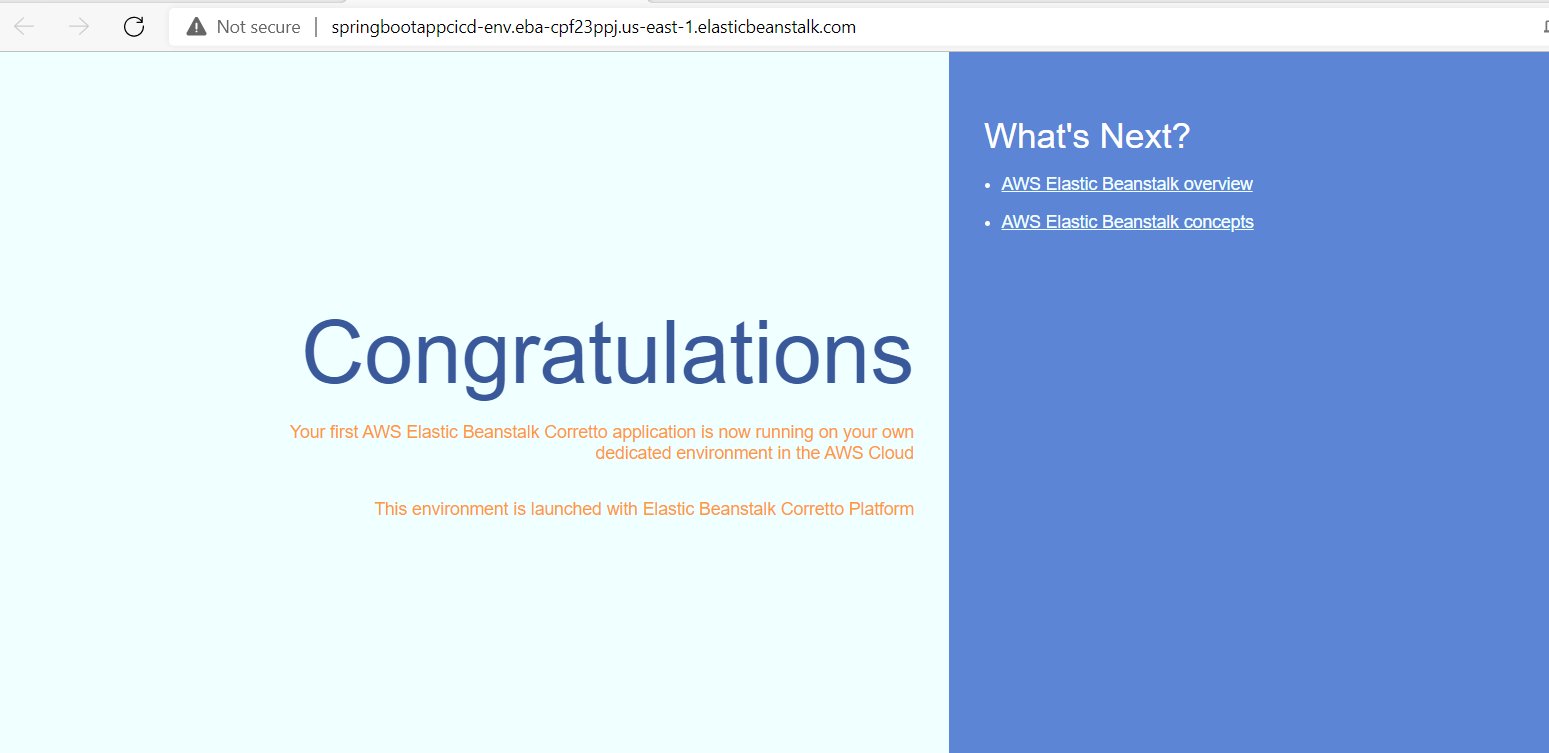 Not secure | springbootappcicd-env.eba-cpf23ppj.us-east-1.elasticbeanstalk.com
Congratulations
Your first AWS Elastic Beanstalk Corretto application is now running on your own
dedicated environment in the AWS Cloud
This environment is launched with Elastic Beanstalk Corretto Platform
What's Next?
• AWS Elastic Beanstalk overview
• AWS Elastic Beanstalk concepts